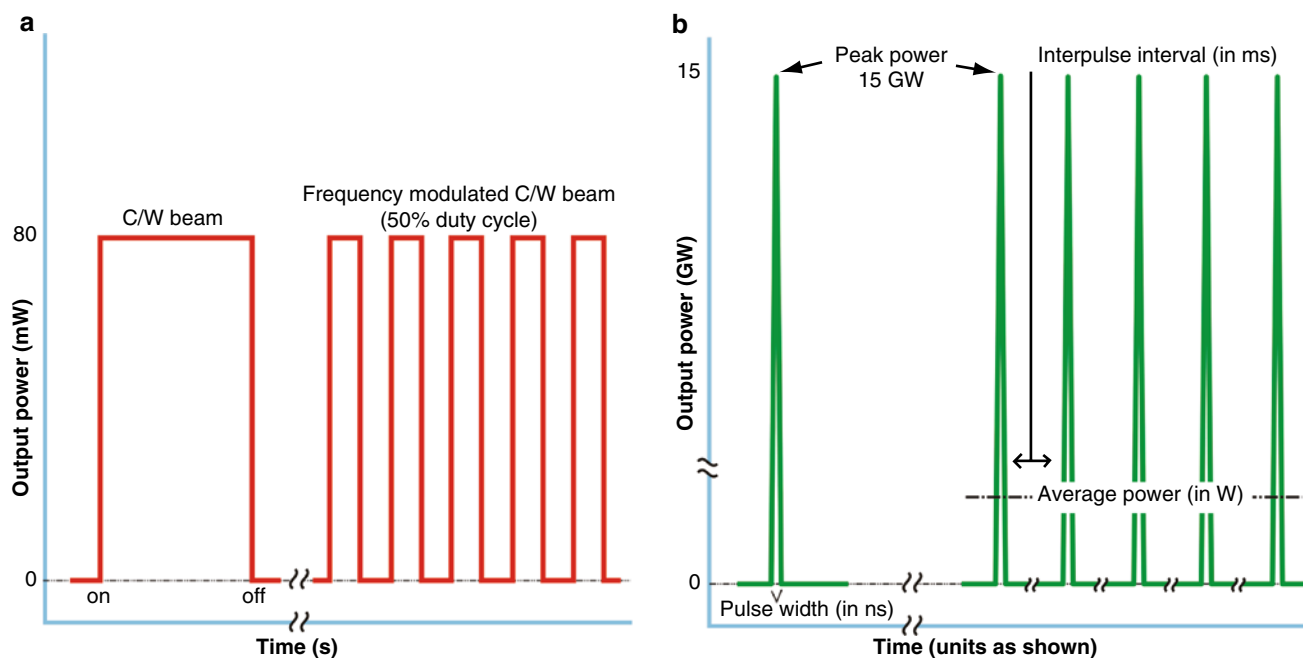 a
C/W beam
Frequency modulated C/W beam
(50% duty cycle)
80
Output power (mW)
0
on
off
Time (s)
b
15
Peak power
15 GW
Interpulse interval (in ms)
Output power (GW)
Average power (in W)
0
Pulse width (in ns)
Time (units as shown)